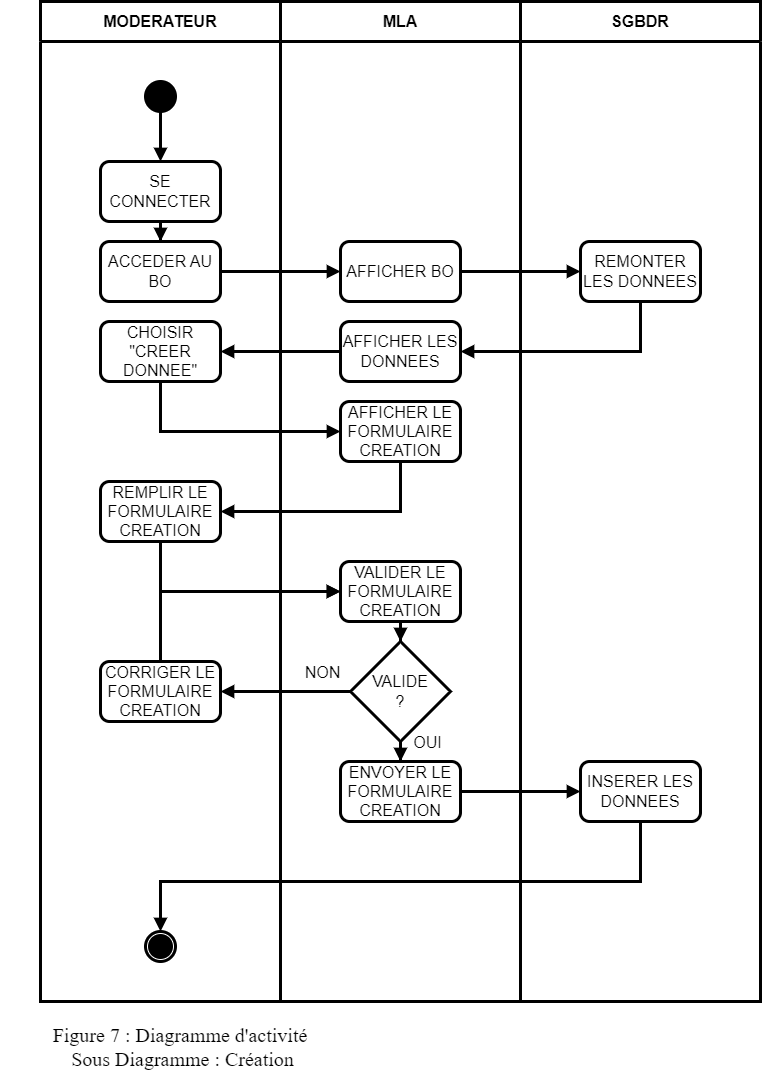 MODERATEUR
MLA
SGBDR
SE
CONNECTER
ACCEDER AU
BO
AFFICHER BO
REMONTER
LES DONNEES
CHOISIR
"CREER
DONNEE"
AFFICHER LES
DONNEES
AFFICHER LE
FORMULAIRE
CREATION
REMPLIR LE
FORMULAIRE
CREATION
VALIDER LE
FORMULAIRE
CREATION
CORRIGER LE
FORMULAIRE
CREATION
NON
VALIDE
?
OUI
ENVOYER LE
FORMULAIRE
CREATION
INSERER LES
DONNEES
Figure 7 : Diagramme d'activité
Sous Diagramme : Création